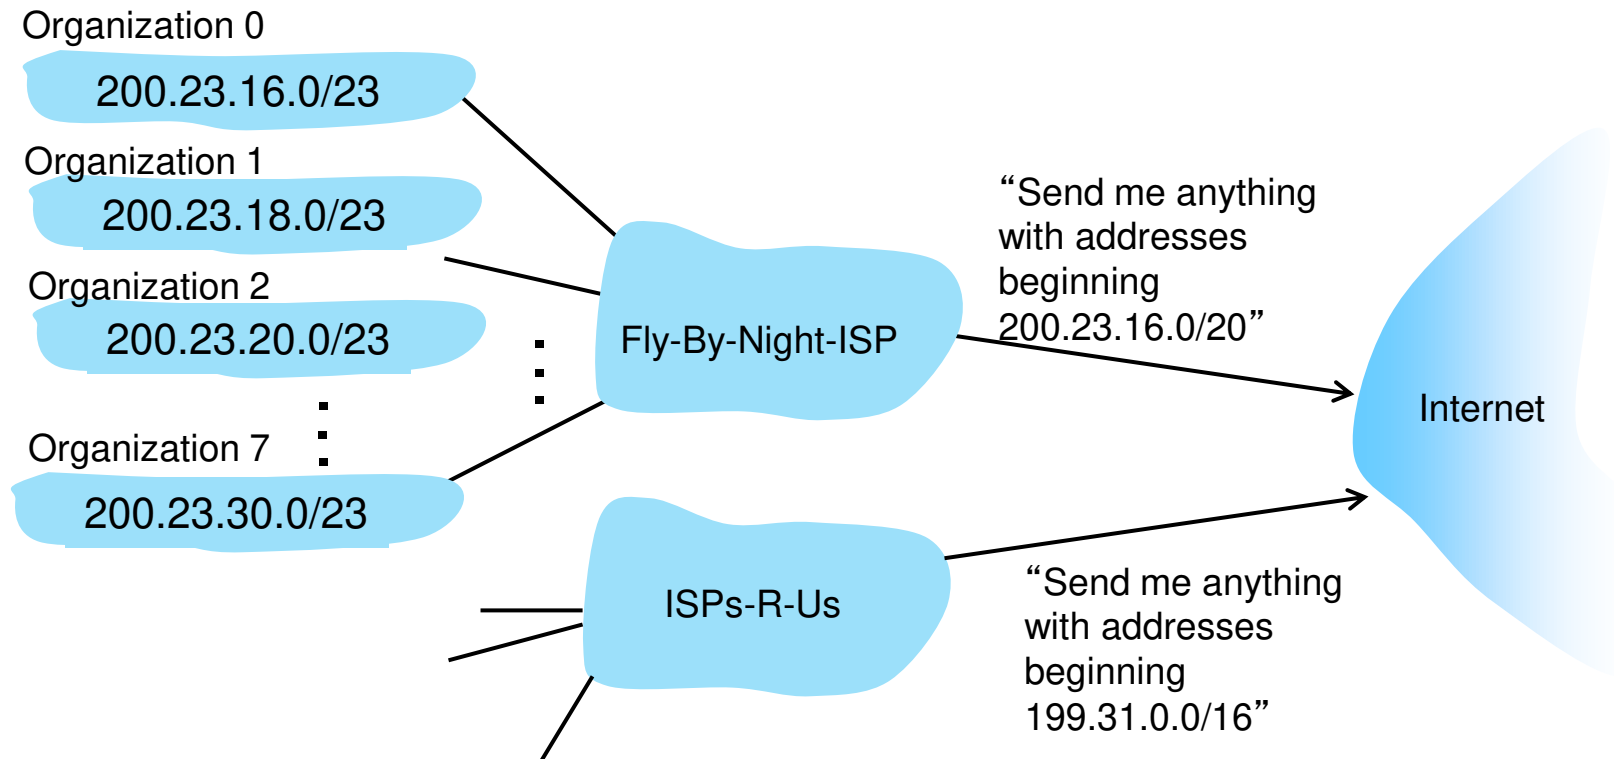 Organization 0
200.23.16.0/23
Organization 1
200.23.18.0/23
Organization 2
200.23.20.0/23
Organization 7
200.23.30.0/23
Fly-By-Night-ISP
“Send me anything
with addresses
beginning
200.23.16.0/20”
Internet
ISPs-R-Us
“Send me anything
with addresses
beginning
199.31.0.0/16”